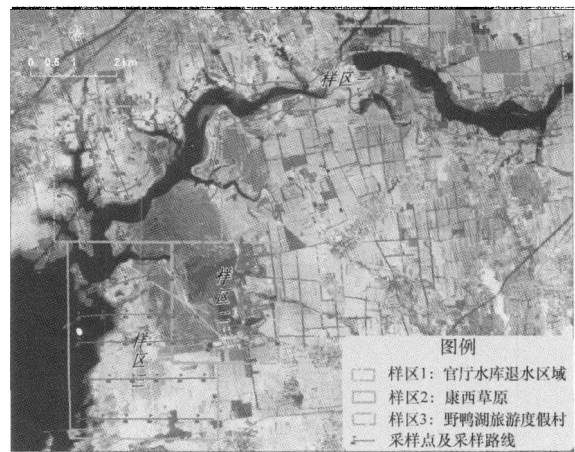 0 0.5 1 2km
样区一
样区三
样区二
图例
样区1：官厅水库退水区域
样区2：康西草原
样区3：野鸭湖旅游度假村
采样点及采样路线